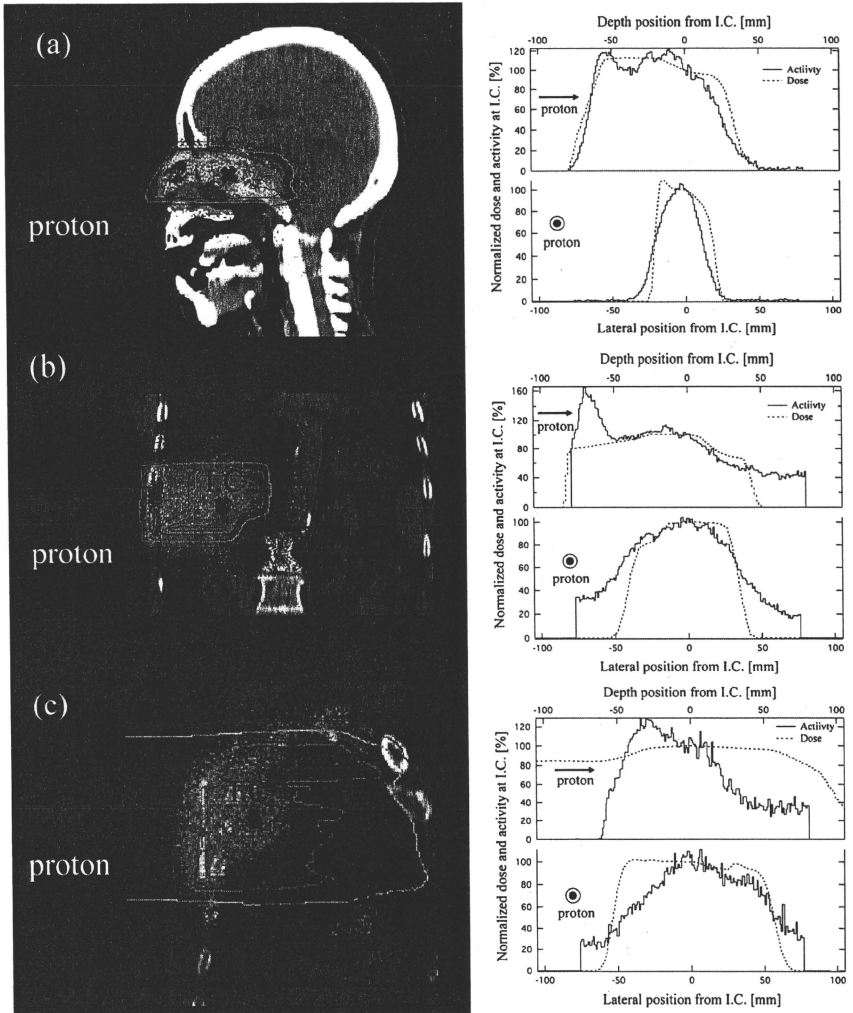 (a)
proton
Depth position from I.C. [mm]
-100 -50 0 50 100
Normalized dose and activity at I.C. [%]
120
100
80
60
40
20
0
Actiivty
Dose
proton
100
80
60
40
20
0
proton
-100 -50 0 50 100
Lateral position from I.C. [mm]
(b)
proton
Depth position from I.C. [mm]
-100 -50 0 50 100
Normalized dose and activity at I.C. [%]
160
120
80
40
0
Actiivty
Dose
proton
100
80
60
40
20
0
proton
-100 -50 0 50 100
Lateral position from I.C. [mm]
(c)
proton
Depth position from I.C. [mm]
-100 -50 0 50 100
Normalized dose and activity at I.C. [%]
120
100
80
60
40
20
0
Actiivty
Dose
proton
100
80
60
40
20
0
proton
-100 -50 0 50 100
Lateral position from I.C. [mm]